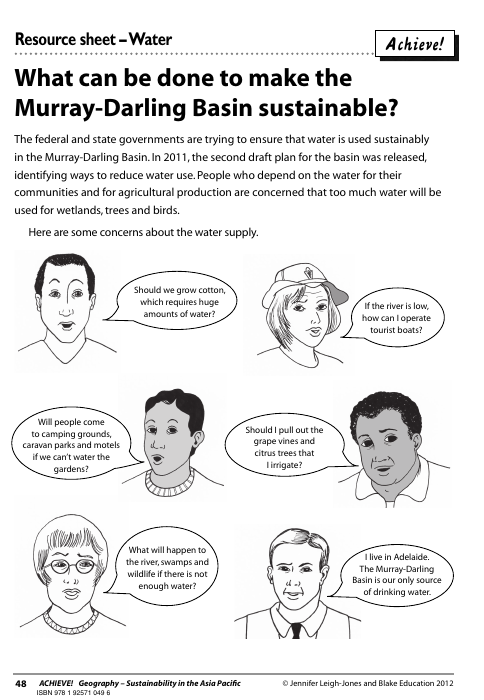 Resource sheet – Water
Achieve!
What can be done to make the
Murray-Darling Basin sustainable?
The federal and state governments are trying to ensure that water is used sustainably
in the Murray-Darling Basin. In 2011, the second draft plan for the basin was released,
identifying ways to reduce water use. People who depend on the water for their
communities and for agricultural production are concerned that too much water will be
used for wetlands, trees and birds.
Here are some concerns about the water supply.
Should we grow cotton,
which requires huge
amounts of water?
If the river is low,
how can I operate
tourist boats?
Will people come
to camping grounds,
caravan parks and motels
if we can't water the
gardens?
Should I pull out the
grape vines and
citrus trees that
I irrigate?
What will happen to
the river, swamps and
wildlife if there is not
enough water?
I live in Adelaide.
The Murray-Darling
Basin is our only source
of drinking water.
48 ACHIEVE! Geography – Sustainability in the Asia Pacific
© Jennifer Leigh-Jones and Blake Education 2012
ISBN 978 1 92571 049 6